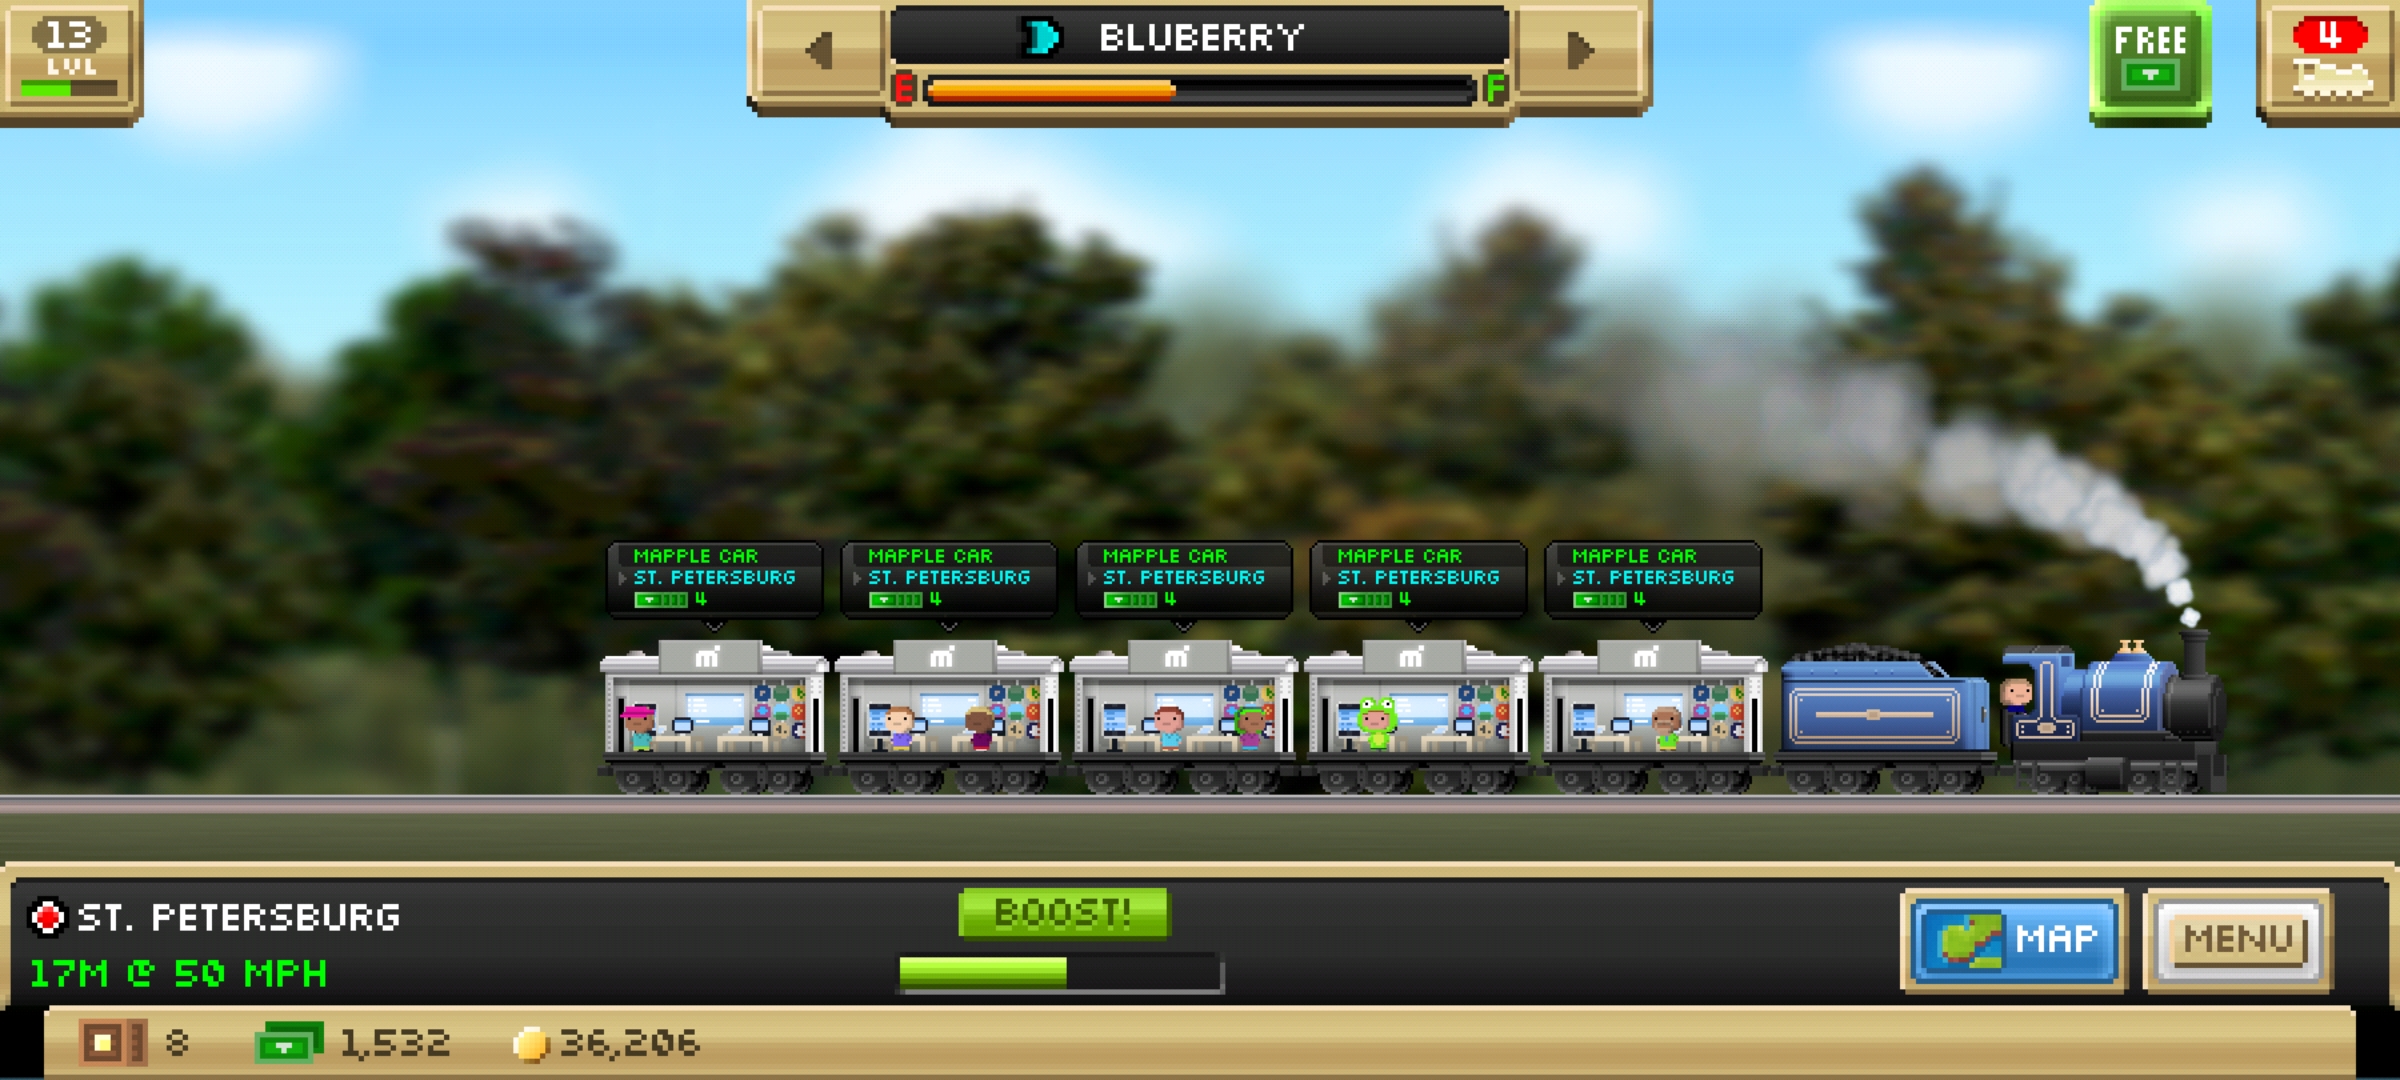 13
LVL
BLUBERRY
E
F
FREE
4
MAPPLE CAR
ST. PETERSBURG
4
MAPPLE CAR
ST. PETERSBURG
4
MAPPLE CAR
ST. PETERSBURG
4
MAPPLE CAR
ST. PETERSBURG
4
MAPPLE CAR
ST. PETERSBURG
4
m
m
m
m
m
ST. PETERSBURG
17M @ 50 MPH
BOOST!
MAP
MENU
8
1,532
36,206